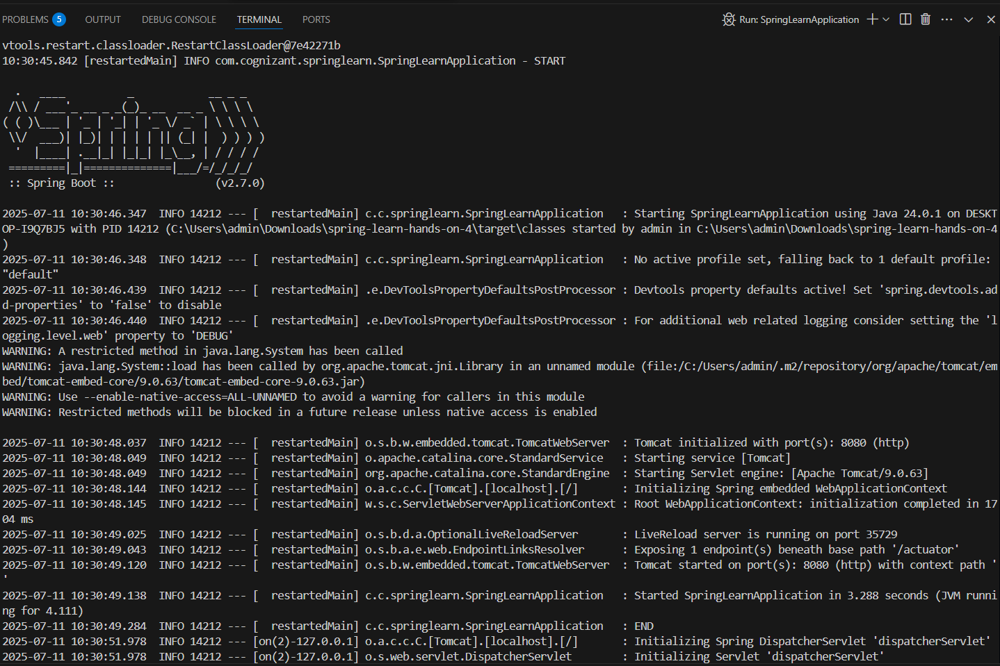 PROBLEMS 5 OUTPUT DEBUG CONSOLE TERMINAL PORTS Run: SpringLearnApplication
vtools.restart.classloader.RestartClassLoader@7e42271b
10:30:45.842 [restartedMain] INFO com.cognizant.springlearn.SpringLearnApplication - START
  .   ____          _            __ _ _
 /\\ / ___'_ __ _ _(_)_ __  __ _ \ \ \ \
( ( )\___ | '_ | '_| | '_ \/ _` | \ \ \ \
 \\/  ___)| |_)| | | | | || (_| |  ) ) ) )
  '  |____| .__|_| |_|_| |_\__, | / / / /
 =========|_|==============|___/=/_/_/_/
 :: Spring Boot ::                (v2.7.0)
2025-07-11 10:30:46.347  INFO 14212 --- [  restartedMain] c.c.springlearn.SpringLearnApplication   : Starting SpringLearnApplication using Java 24.0.1 on DESKT
OP-I9Q7BJ5 with PID 14212 (C:\Users\admin\Downloads\spring-learn-hands-on-4\target\classes started by admin in C:\Users\admin\Downloads\spring-learn-hands-on-4
)
2025-07-11 10:30:46.348  INFO 14212 --- [  restartedMain] c.c.springlearn.SpringLearnApplication   : No active profile set, falling back to 1 default profile:
"default"
2025-07-11 10:30:46.439  INFO 14212 --- [  restartedMain] .e.DevToolsPropertyDefaultsPostProcessor : Devtools property defaults active! Set 'spring.devtools.ad
d-properties' to 'false' to disable
2025-07-11 10:30:46.440  INFO 14212 --- [  restartedMain] .e.DevToolsPropertyDefaultsPostProcessor : For additional web related logging consider setting the 'l
ogging.level.web' property to 'DEBUG'
WARNING: A restricted method in java.lang.System has been called
WARNING: java.lang.System::load has been called by org.apache.tomcat.jni.Library in an unnamed module (file:/C:/Users/admin/.m2/repository/org/apache/tomcat/em
bed/tomcat-embed-core/9.0.63/tomcat-embed-core-9.0.63.jar)
WARNING: Use --enable-native-access=ALL-UNNAMED to avoid a warning for callers in this module
WARNING: Restricted methods will be blocked in a future release unless native access is enabled
2025-07-11 10:30:48.037  INFO 14212 --- [  restartedMain] o.s.b.w.embedded.tomcat.TomcatWebServer  : Tomcat initialized with port(s): 8080 (http)
2025-07-11 10:30:48.049  INFO 14212 --- [  restartedMain] o.apache.catalina.core.StandardService   : Starting service [Tomcat]
2025-07-11 10:30:48.049  INFO 14212 --- [  restartedMain] org.apache.catalina.core.StandardEngine  : Starting Servlet engine: [Apache Tomcat/9.0.63]
2025-07-11 10:30:48.144  INFO 14212 --- [  restartedMain] o.a.c.c.C.[Tomcat].[localhost].[/]       : Initializing Spring embedded WebApplicationContext
2025-07-11 10:30:48.145  INFO 14212 --- [  restartedMain] w.s.c.ServletWebServerApplicationContext : Root WebApplicationContext: initialization completed in 17
04 ms
2025-07-11 10:30:49.025  INFO 14212 --- [  restartedMain] o.s.b.d.a.OptionalLiveReloadServer       : LiveReload server is running on port 35729
2025-07-11 10:30:49.043  INFO 14212 --- [  restartedMain] o.s.b.a.e.web.EndpointLinksResolver      : Exposing 1 endpoint(s) beneath base path '/actuator'
2025-07-11 10:30:49.120  INFO 14212 --- [  restartedMain] o.s.b.w.embedded.tomcat.TomcatWebServer  : Tomcat started on port(s): 8080 (http) with context path '
'
2025-07-11 10:30:49.138  INFO 14212 --- [  restartedMain] c.c.springlearn.SpringLearnApplication   : Started SpringLearnApplication in 3.288 seconds (JVM runni
ng for 4.111)
2025-07-11 10:30:49.284  INFO 14212 --- [  restartedMain] c.c.springlearn.SpringLearnApplication   : END
2025-07-11 10:30:51.978  INFO 14212 --- [on(2)-127.0.0.1] o.a.c.c.C.[Tomcat].[localhost].[/]       : Initializing Spring DispatcherServlet 'dispatcherServlet'
2025-07-11 10:30:51.978  INFO 14212 --- [on(2)-127.0.0.1] o.s.web.servlet.DispatcherServlet        : Initializing Servlet 'dispatcherServlet'